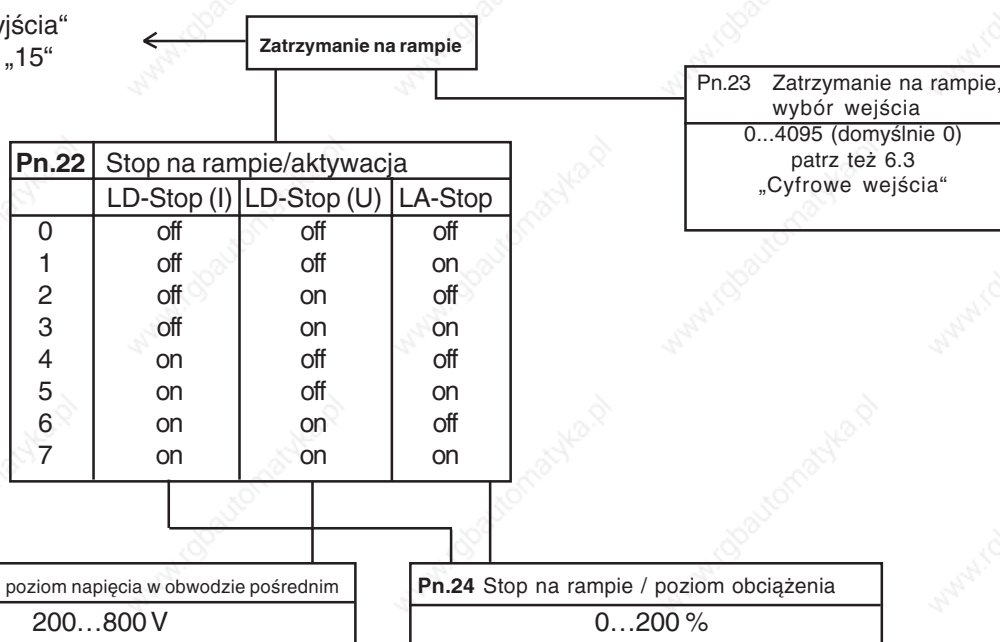 yjścia“
„15“
Zatrzymanie na rampie
Pn.23 Zatrzymanie na rampie,
wybór wejścia
0...4095 (domyślnie 0)
patrz też 6.3
„Cyfrowe wejścia“
Pn.22 Stop na rampie/aktywacja
LD-Stop (I) LD-Stop (U) LA-Stop
0 off off off
1 off off on
2 off on off
3 off on on
4 on off off
5 on off on
6 on on off
7 on on on
poziom napięcia w obwodzie pośrednim
200...800 V
Pn.24 Stop na rampie / poziom obciążenia
0...200 %
www.rgbautomatyka.pl